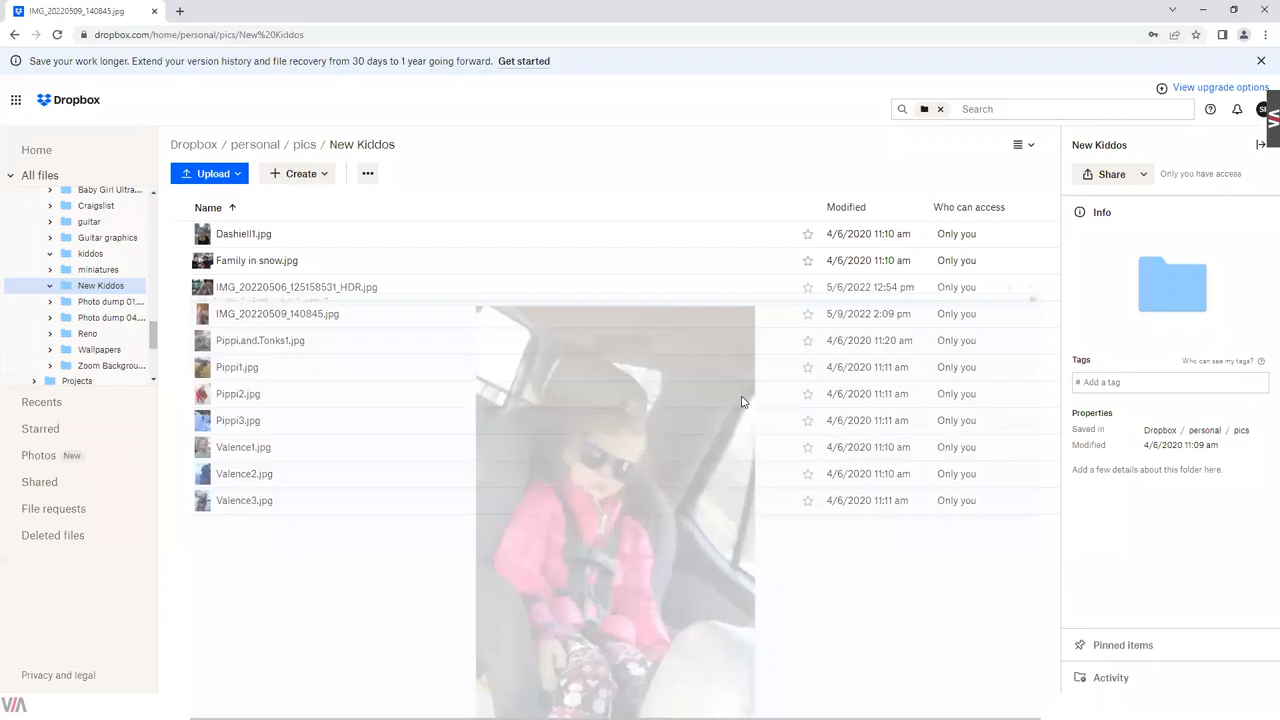 IMG_20220509_140845.jpg
dropbox.com/home/personal/pics/New%20Kiddos
Save your work longer. Extend your version history and file recovery from 30 days to 1 year going forward. Get started
View upgrade options
Dropbox
Search
Home
All files
Baby Girl Ultra...
Craigslist
guitar
Guitar graphics
kiddos
miniatures
New Kiddos
Photo dump 01...
Photo dump 04...
Reno
Wallpapers
Zoom Backgrou...
Projects
Recents
Starred
Photos New
Shared
File requests
Deleted files
Privacy and legal
VIA
Dropbox / personal / pics / New Kiddos
Upload
Create
Name Modified Who can access
Dashiell1.jpg 4/6/2020 11:10 am Only you
Family in snow.jpg 4/6/2020 11:10 am Only you
IMG_20220506_125158531_HDR.jpg 5/6/2022 12:54 pm Only you
IMG_20220509_140845.jpg 5/9/2022 2:09 pm Only you
Pippi.and.Tonks1.jpg 4/6/2020 11:20 am Only you
Pippi1.jpg 4/6/2020 11:11 am Only you
Pippi2.jpg 4/6/2020 11:11 am Only you
Pippi3.jpg 4/6/2020 11:11 am Only you
Valence1.jpg 4/6/2020 11:10 am Only you
Valence2.jpg 4/6/2020 11:10 am Only you
Valence3.jpg 4/6/2020 11:11 am Only you
New Kiddos
Share Only you have access
Info
Tags Who can see my tags?
# Add a tag
Properties
Saved in Dropbox / personal / pics
Modified 4/6/2020 11:09 am
Add a few details about this folder here.
Pinned items
Activity